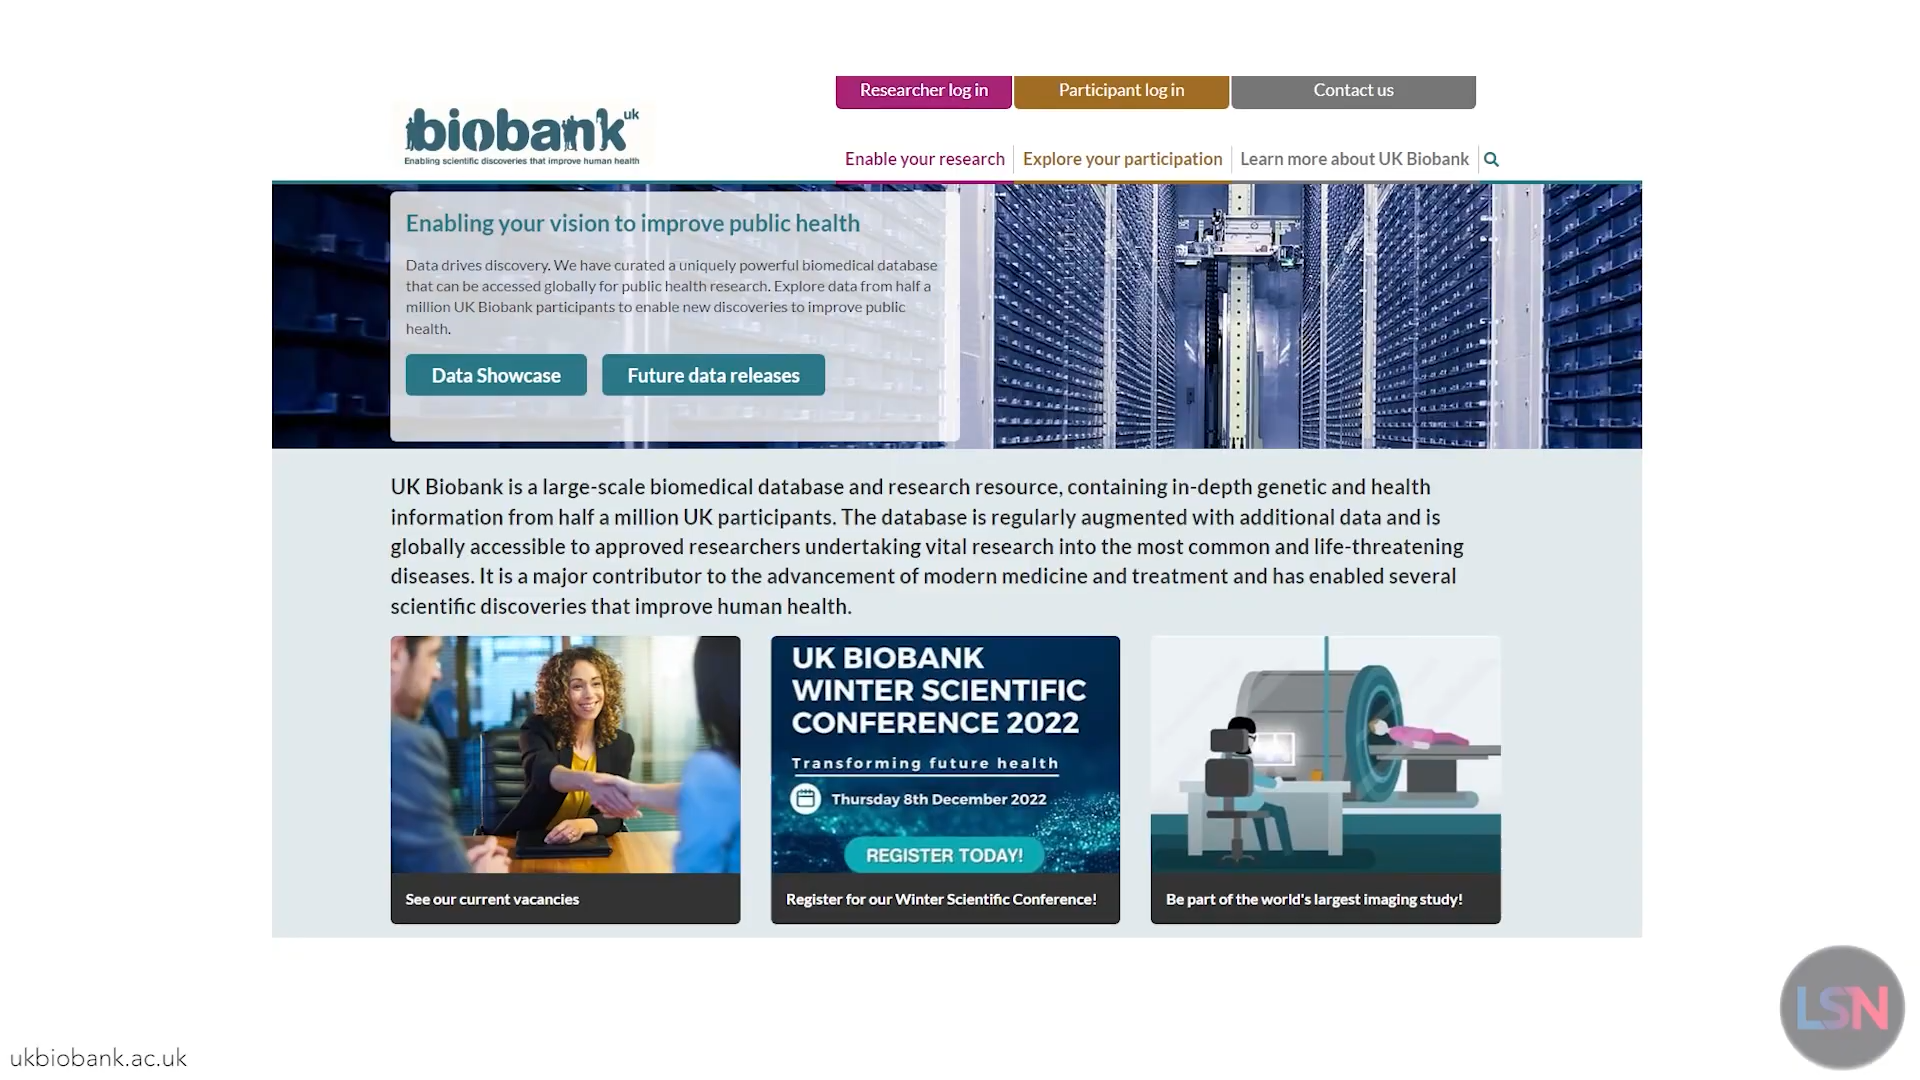 Researcher log in
Participant log in
Contact us
biobank uk
Enabling scientific discoveries that improve human health
Enable your research
Explore your participation
Learn more about UK Biobank
Enabling your vision to improve public health
Data drives discovery. We have curated a uniquely powerful biomedical database
that can be accessed globally for public health research. Explore data from half a
million UK Biobank participants to enable new discoveries to improve public
health.
Data Showcase
Future data releases
UK Biobank is a large-scale biomedical database and research resource, containing in-depth genetic and health
information from half a million UK participants. The database is regularly augmented with additional data and is
globally accessible to approved researchers undertaking vital research into the most common and life-threatening
diseases. It is a major contributor to the advancement of modern medicine and treatment and has enabled several
scientific discoveries that improve human health.
UK BIOBANK
WINTER SCIENTIFIC
CONFERENCE 2022
Transforming future health
Thursday 8th December 2022
REGISTER TODAY!
See our current vacancies
Register for our Winter Scientific Conference!
Be part of the world's largest imaging study!
LSN
ukbiobank.ac.uk